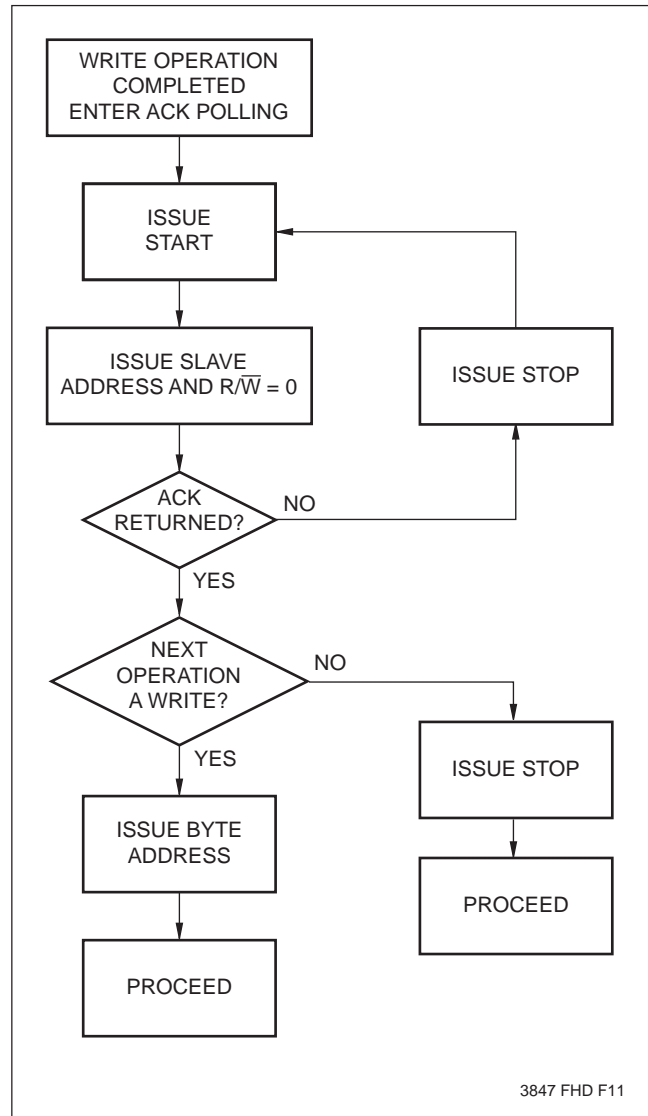 WRITE OPERATION
COMPLETED
ENTER ACK POLLING
ISSUE
START
ISSUE SLAVE
ADDRESS AND R/W̅ = 0
ISSUE STOP
ACK
RETURNED?
NO
YES
NEXT
OPERATION
A WRITE?
NO
YES
ISSUE STOP
ISSUE BYTE
ADDRESS
PROCEED
PROCEED
3847 FHD F11